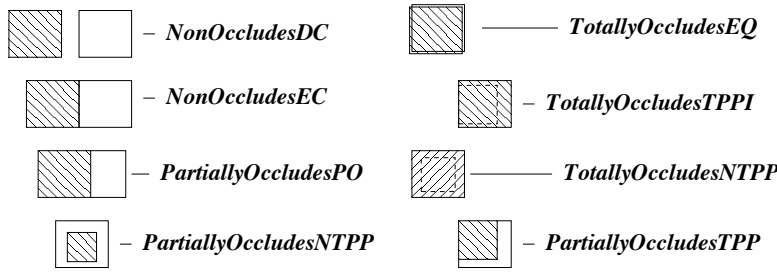 – NonOccludesDC
– NonOccludesEC
— PartiallyOccludesPO
– PartiallyOccludesNTPP
TotallyOccludesEQ
– TotallyOccludesTPPI
TotallyOccludesNTPP
– PartiallyOccludesTPP